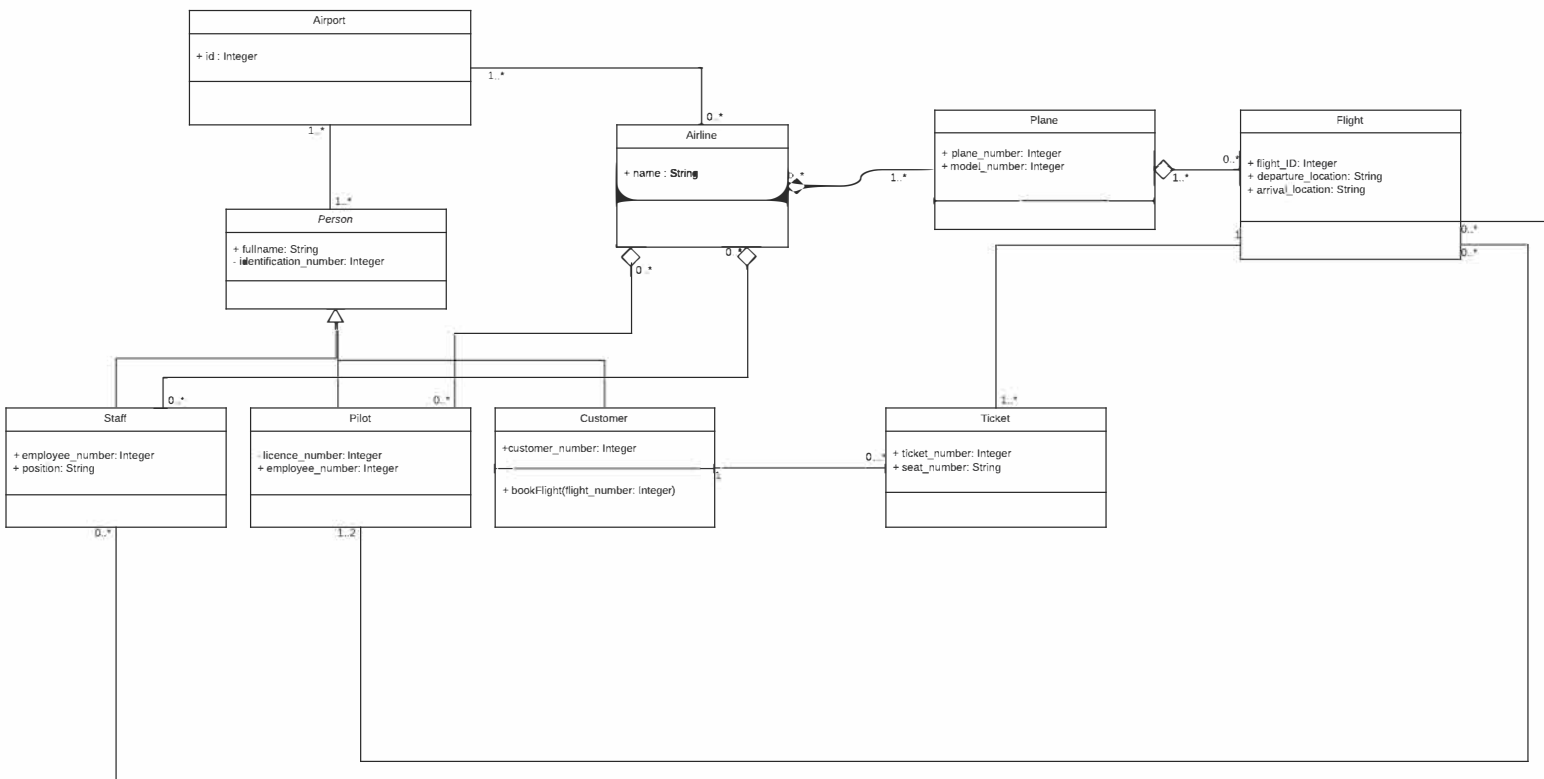 Airport
+ id : Integer
1..*
0..*
1..*
1..*
Airline
+ name : String
0..*
0..*
0..*
Plane
+ plane_number: Integer
+ model_number: Integer
1..*
1..*
0..*
Flight
+ flight_ID: Integer
+ departure_location: String
+ arrival_location: String
1
0..*
0..*
Person
+ fullname: String
- identification_number: Integer
0..*
0..*
1..*
Staff
+ employee_number: Integer
+ position: String
0..*
Pilot
- licence_number: Integer
+ employee_number: Integer
1..2
Customer
+customer_number: Integer
+ bookFlight(flight_number: Integer)
1
0..*
Ticket
+ ticket_number: Integer
+ seat_number: String